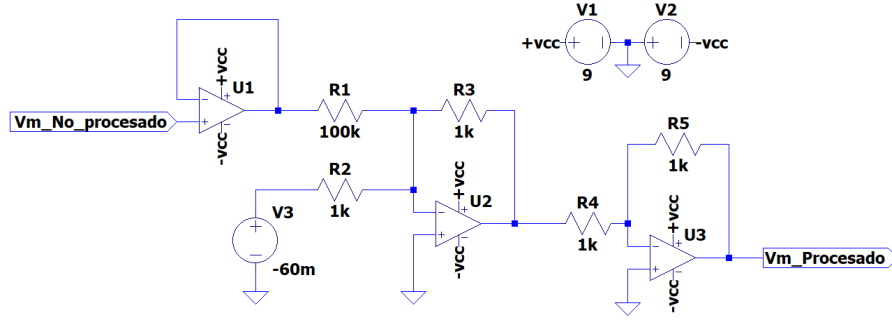 V1
V2
+vcc
-vcc
9
9
+vcc
U1
Vm_No_procesado
-vcc
R1
100k
R3
1k
R5
1k
R2
1k
+vcc
U2
-vcc
R4
1k
+vcc
U3
-vcc
V3
-60m
Vm_Procesado